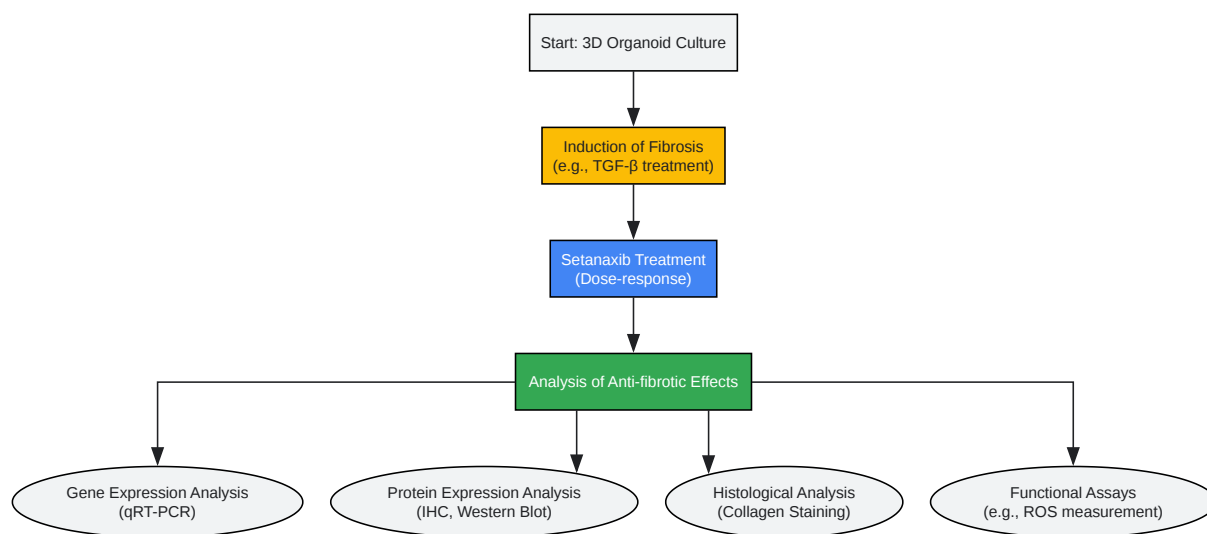 Start: 3D Organoid Culture
Induction of Fibrosis
(e.g., TGF-β treatment)
Setanaxib Treatment
(Dose-response)
Analysis of Anti-fibrotic Effects
Gene Expression Analysis
(qRT-PCR)
Protein Expression Analysis
(IHC, Western Blot)
Histological Analysis
(Collagen Staining)
Functional Assays
(e.g., ROS measurement)